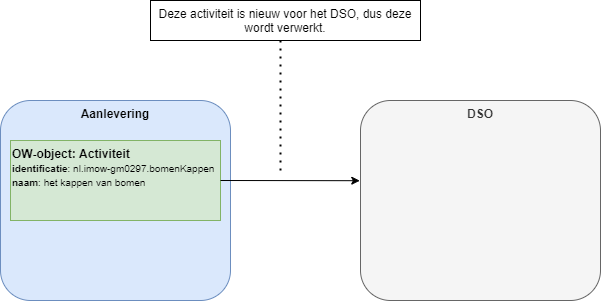 Deze activiteit is nieuw voor het DSO, dus deze
wordt verwerkt.
Aanlevering
OW-object: Activiteit
identificatie: nl.imow-gm0297.bomenKappen
naam: het kappen van bomen
DSO